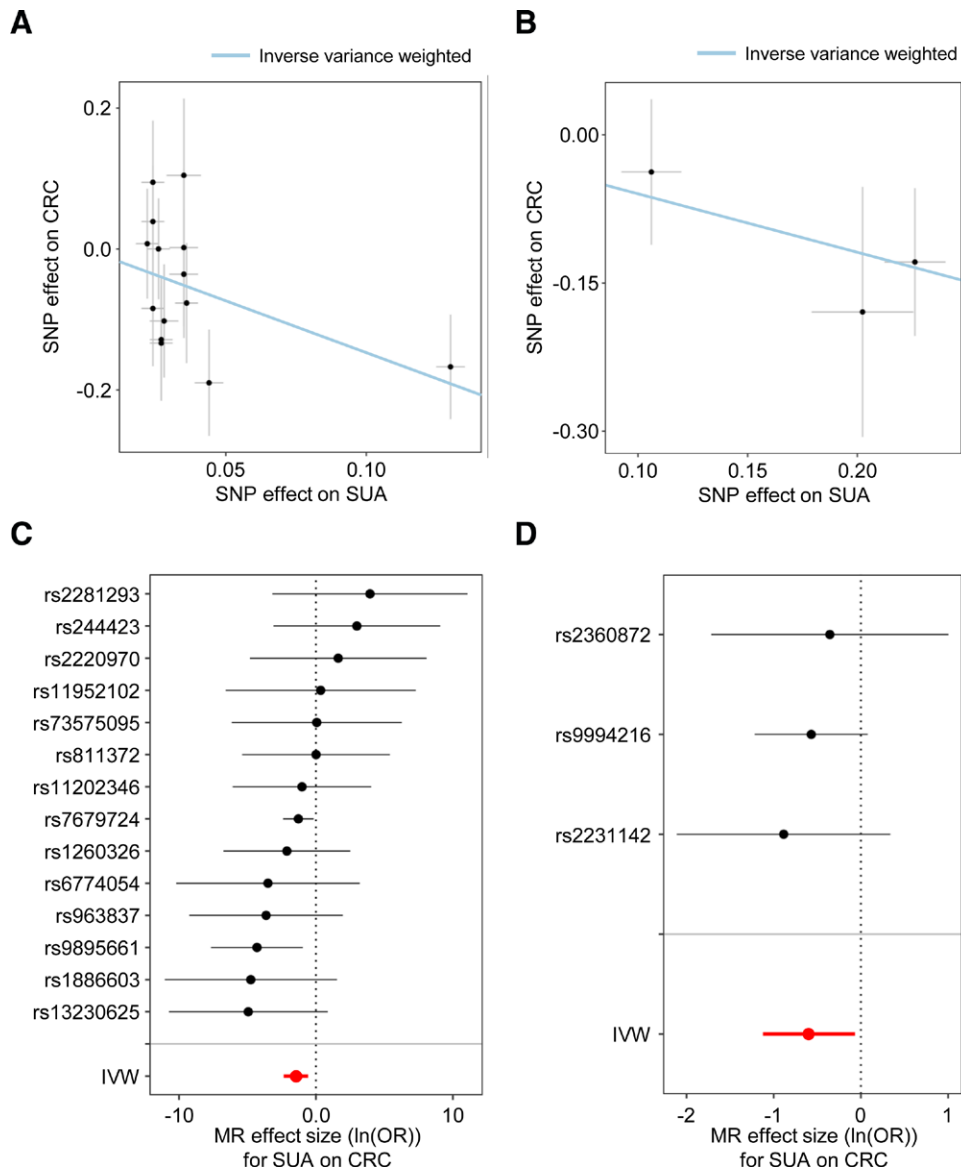 A
Inverse variance weighted
0.2
0.0
-0.2
SNP effect on CRC
0.05
0.10
SNP effect on SUA
B
Inverse variance weighted
0.00
-0.15
-0.30
SNP effect on CRC
0.10
0.15
0.20
SNP effect on SUA
C
rs2281293
rs244423
rs2220970
rs11952102
rs73575095
rs811372
rs11202346
rs7679724
rs1260326
rs6774054
rs963837
rs9895661
rs1886603
rs13230625
IVW
-10
0.0
10
MR effect size (ln(OR))
for SUA on CRC
D
rs2360872
rs9994216
rs2231142
IVW
-2
-1
0
1
MR effect size (ln(OR))
for SUA on CRC